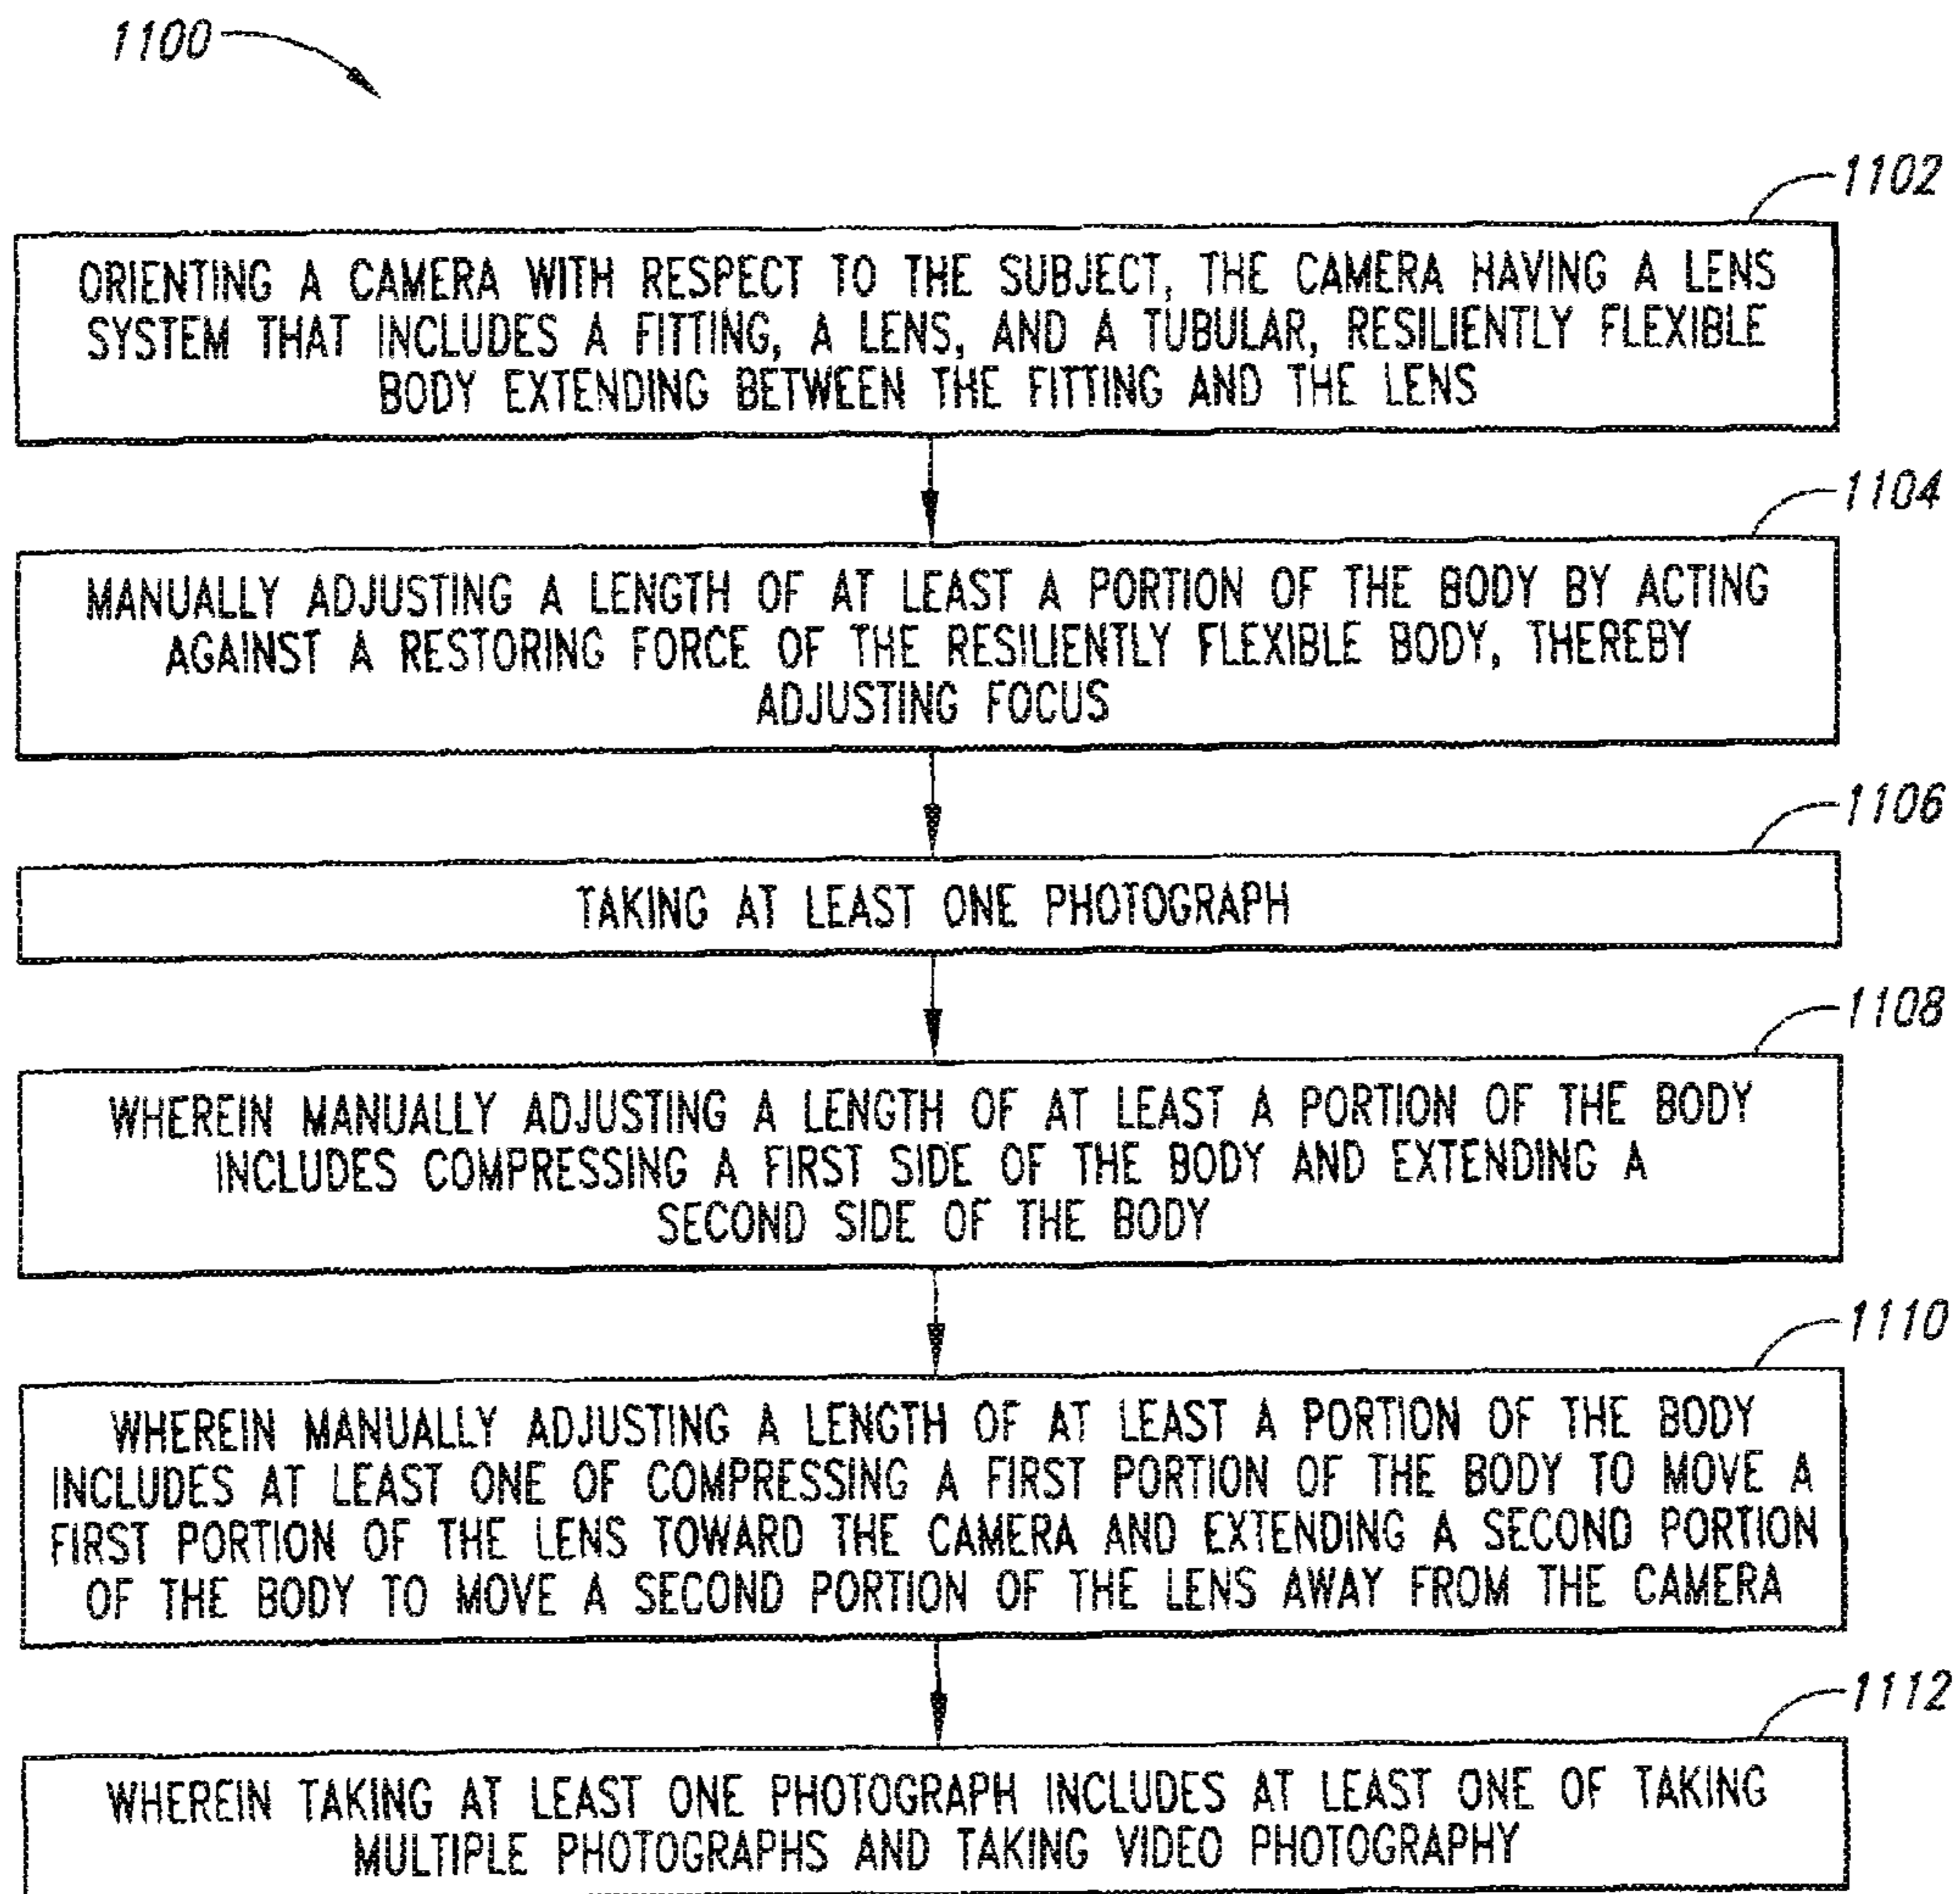 1100
1102
ORIENTING A CAMERA WITH RESPECT TO THE SUBJECT, THE CAMERA HAVING A LENS
SYSTEM THAT INCLUDES A FITTING, A LENS, AND A TUBULAR, RESILIENTLY FLEXIBLE
BODY EXTENDING BETWEEN THE FITTING AND THE LENS
1104
MANUALLY ADJUSTING A LENGTH OF AT LEAST A PORTION OF THE BODY BY ACTING
AGAINST A RESTORING FORCE OF THE RESILIENTLY FLEXIBLE BODY, THEREBY
ADJUSTING FOCUS
1106
TAKING AT LEAST ONE PHOTOGRAPH
1108
WHEREIN MANUALLY ADJUSTING A LENGTH OF AT LEAST A PORTION OF THE BODY
INCLUDES COMPRESSING A FIRST SIDE OF THE BODY AND EXTENDING A
SECOND SIDE OF THE BODY
1110
WHEREIN MANUALLY ADJUSTING A LENGTH OF AT LEAST A PORTION OF THE BODY
INCLUDES AT LEAST ONE OF COMPRESSING A FIRST PORTION OF THE BODY TO MOVE A
FIRST PORTION OF THE LENS TOWARD THE CAMERA AND EXTENDING A SECOND PORTION
OF THE BODY TO MOVE A SECOND PORTION OF THE LENS AWAY FROM THE CAMERA
1112
WHEREIN TAKING AT LEAST ONE PHOTOGRAPH INCLUDES AT LEAST ONE OF TAKING
MULTIPLE PHOTOGRAPHS AND TAKING VIDEO PHOTOGRAPHY